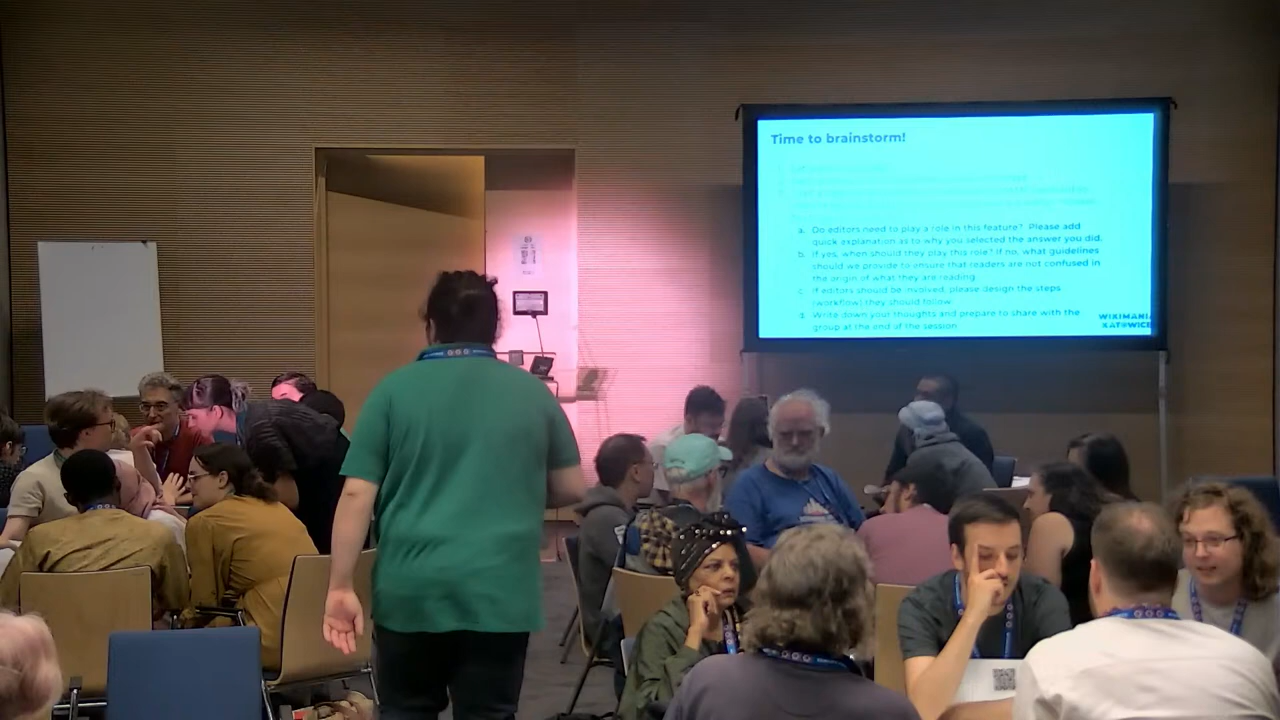 Time to brainstorm!
a. Do editors need to play a role in this feature? Please add
quick explanation as to why you selected the answer you did.
b. If yes, when should they play this role? If no, what guidelines
should we provide to ensure that readers are not confused in
the origin of what they are reading
c. If editors should be involved, please design the steps
(workflow) they should follow.
d. Write down your thoughts and prepare to share with the
group at the end of the session
WIKIMANIA
KATOWICE